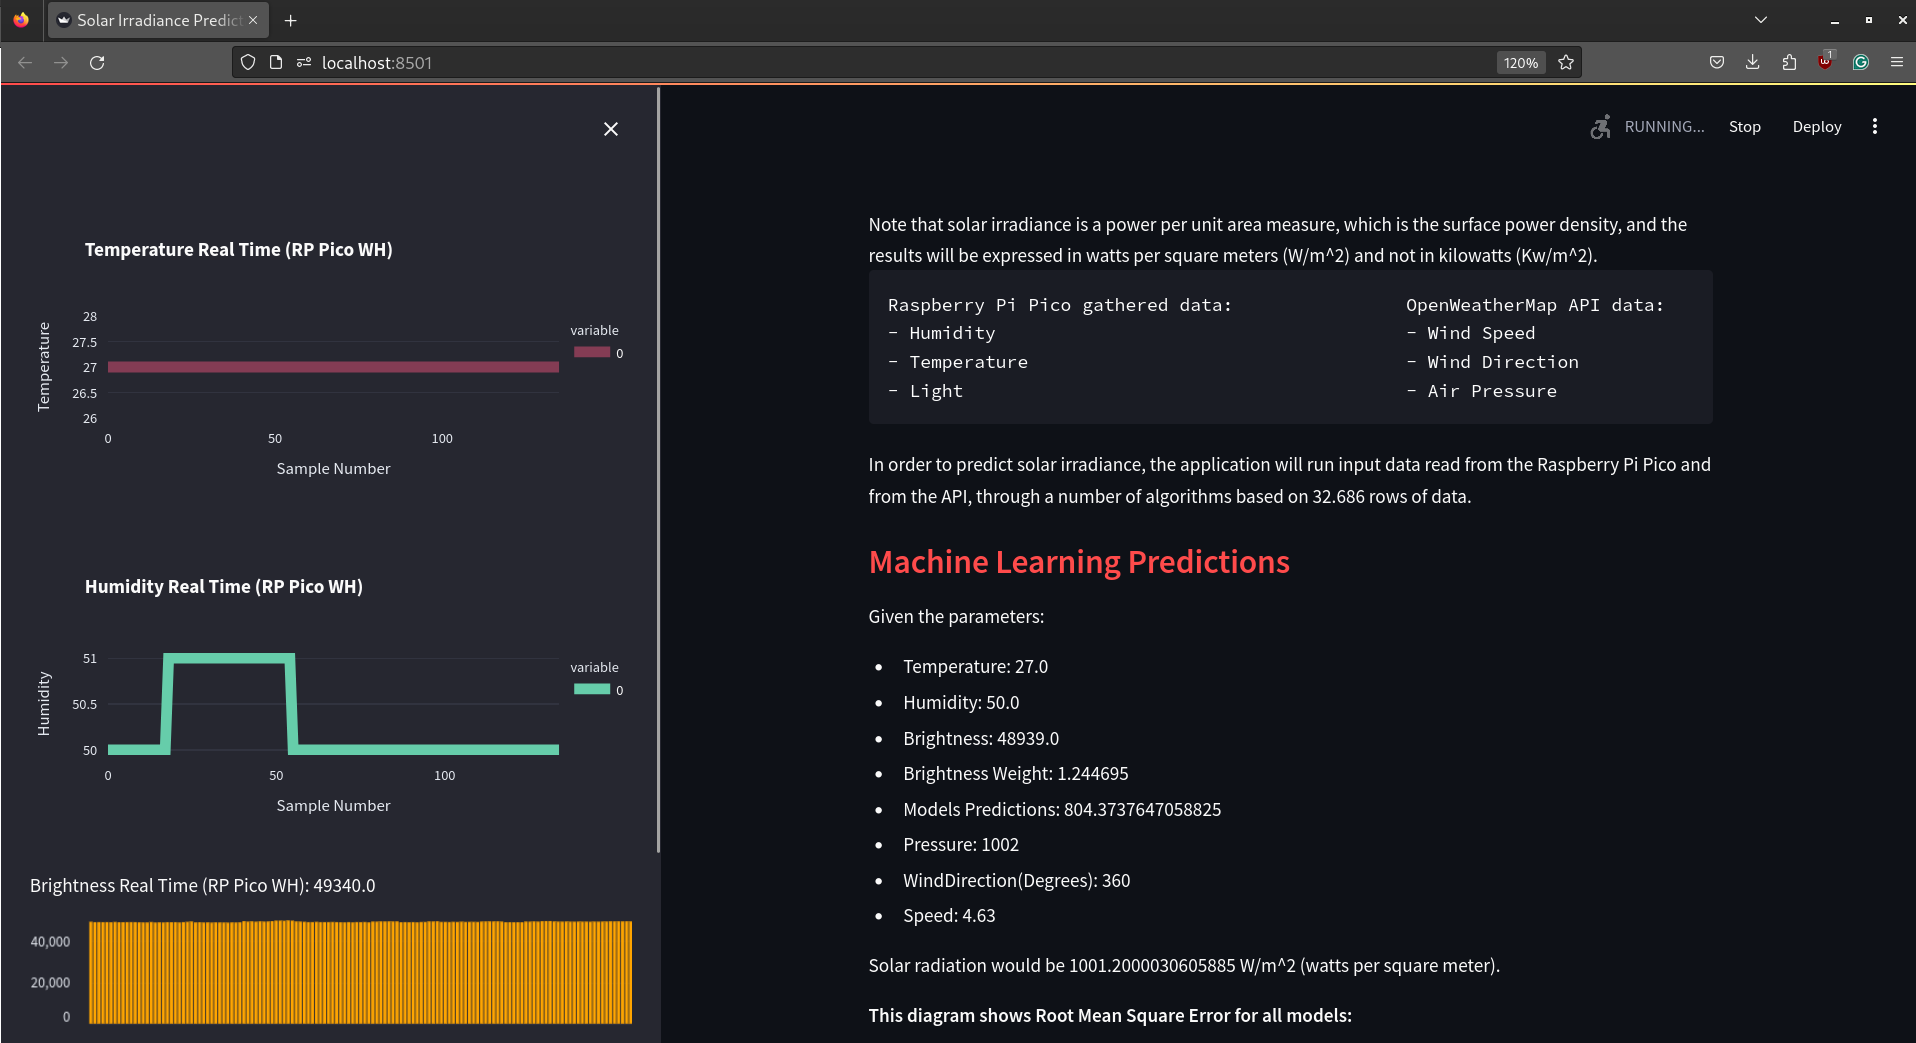 Solar Irradiance Predict
localhost:8501
120%
1
RUNNING...
Stop
Deploy
Temperature Real Time (RP Pico WH)
Temperature
28
27.5
27
26.5
26
0
50
100
Sample Number
variable
0
Humidity Real Time (RP Pico WH)
Humidity
51
50.5
50
0
50
100
Sample Number
variable
0
Brightness Real Time (RP Pico WH): 49340.0
40,000
20,000
0
Note that solar irradiance is a power per unit area measure, which is the surface power density, and the
results will be expressed in watts per square meters (W/m^2) and not in kilowatts (Kw/m^2).
Raspberry Pi Pico gathered data: OpenWeatherMap API data:
- Humidity - Wind Speed
- Temperature - Wind Direction
- Light - Air Pressure
In order to predict solar irradiance, the application will run input data read from the Raspberry Pi Pico and
from the API, through a number of algorithms based on 32.686 rows of data.
Machine Learning Predictions
Given the parameters:
• Temperature: 27.0
• Humidity: 50.0
• Brightness: 48939.0
• Brightness Weight: 1.244695
• Models Predictions: 804.3737647058825
• Pressure: 1002
• WindDirection(Degrees): 360
• Speed: 4.63
Solar radiation would be 1001.2000030605885 W/m^2 (watts per square meter).
This diagram shows Root Mean Square Error for all models: